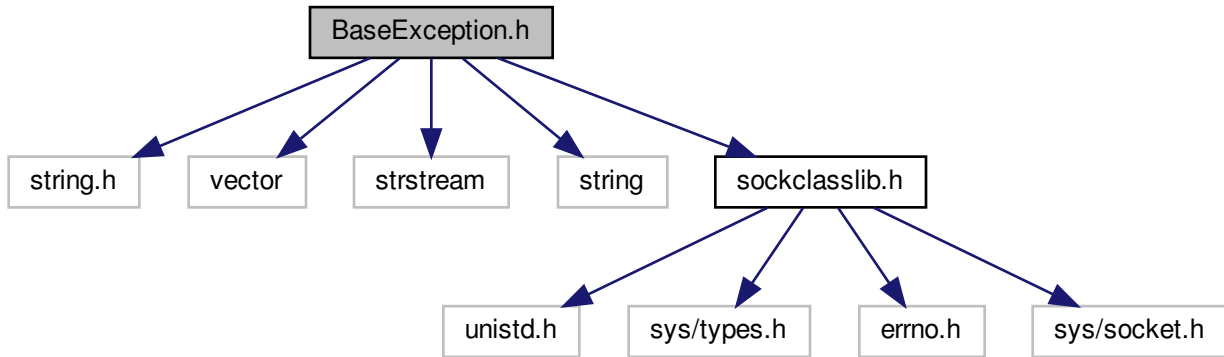 BaseException.h
string.h
vector
strstream
string
sockclasslib.h
unistd.h
sys/types.h
errno.h
sys/socket.h